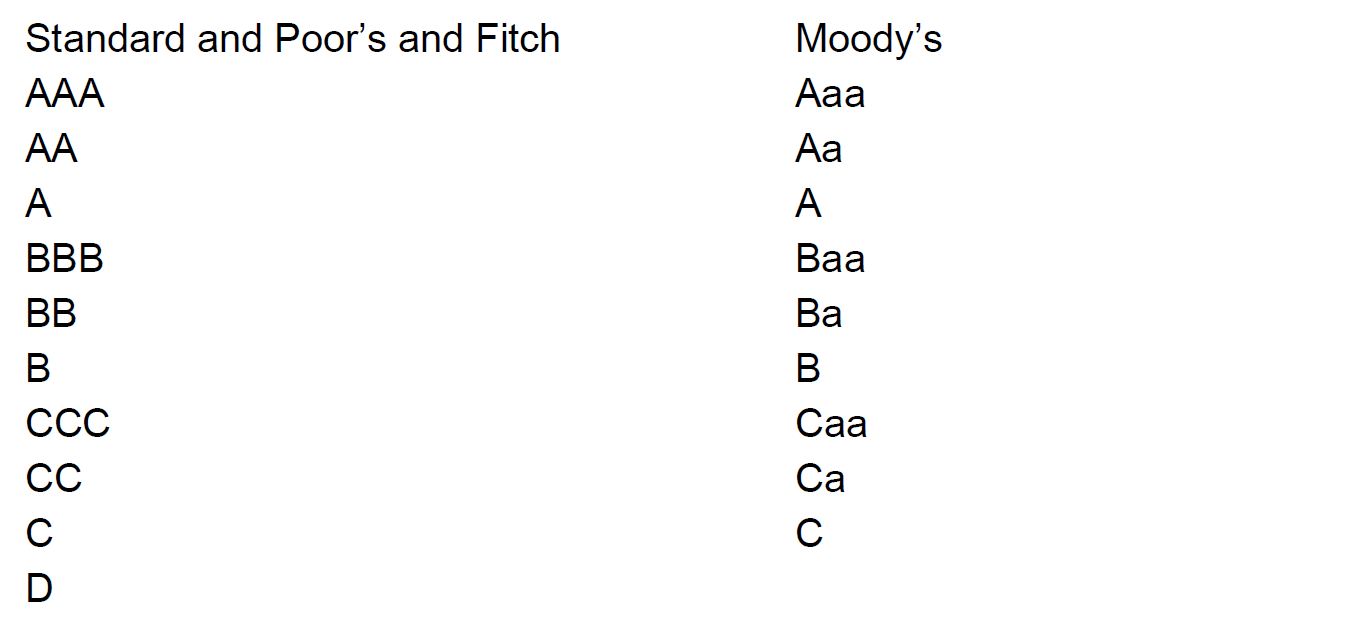 Standard and Poor’s and Fitch Moody’s
AAA Aaa
AA Aa
A A
BBB Baa
BB Ba
B B
CCC Caa
CC Ca
C C
D